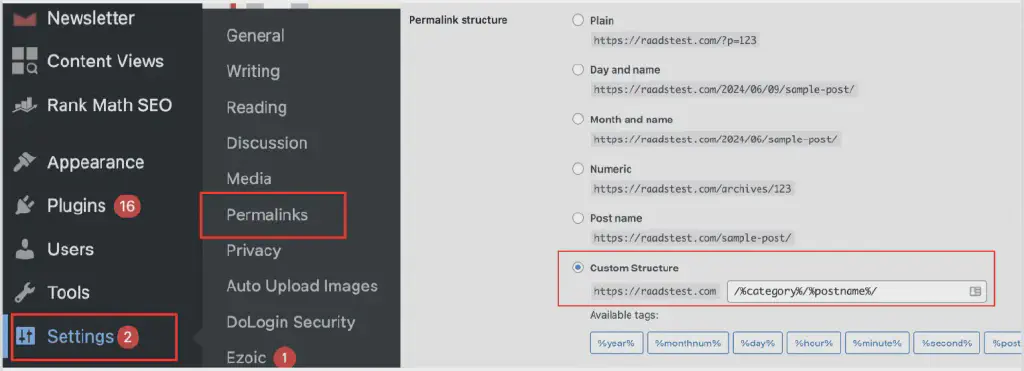 Newsletter
Content Views
Rank Math SEO
Appearance
Plugins 16
Users
Tools
Settings 2
General
Writing
Reading
Discussion
Media
Permalinks
Privacy
Auto Upload Images
DoLogin Security
Ezoic 1
Permalink structure
Plain
https://raadstest.com/?p=123
Day and name
https://raadstest.com/2024/06/09/sample-post/
Month and name
https://raadstest.com/2024/06/sample-post/
Numeric
https://raadstest.com/archives/123
Post name
https://raadstest.com/sample-post/
Custom Structure
https://raadstest.com /%category%/%postname%/
Available tags:
%year% %monthnum% %day% %hour% %minute% %second% %post